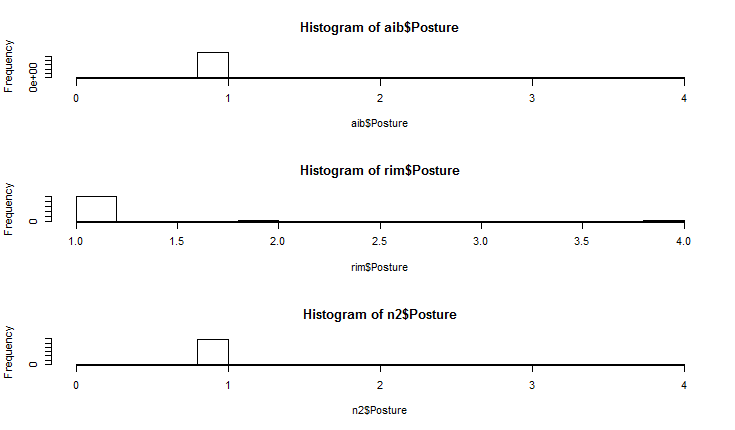 Histogram of aib$Posture
Frequency
0e+00
0 1 2 3 4
aib$Posture
Histogram of rim$Posture
Frequency
0
1.0 1.5 2.0 2.5 3.0 3.5 4.0
rim$Posture
Histogram of n2$Posture
Frequency
0
0 1 2 3 4
n2$Posture